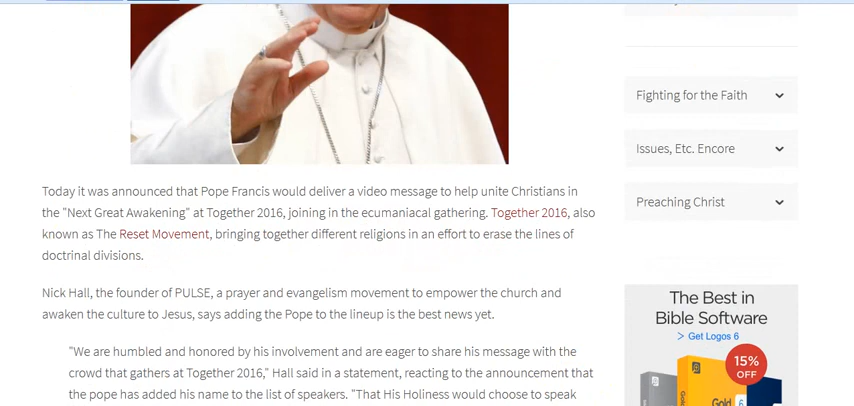 Today it was announced that Pope Francis would deliver a video message to help unite Christians in
the "Next Great Awakening" at Together 2016, joining in the ecumaniacal gathering. Together 2016, also
known as The Reset Movement, bringing together different religions in an effort to erase the lines of
doctrinal divisions.
Nick Hall, the founder of PULSE, a prayer and evangelism movement to empower the church and
awaken the culture to Jesus, says adding the Pope to the lineup is the best news yet.
"We are humbled and honored by his involvement and are eager to share his message with the
crowd that gathers at Together 2016," Hall said in a statement, reacting to the announcement that
the pope has added his name to the list of speakers. "That His Holiness would choose to speak
Fighting for the Faith
Issues, Etc. Encore
Preaching Christ
The Best in
Bible Software
> Get Logos 6
15%
OFF
Gold
6